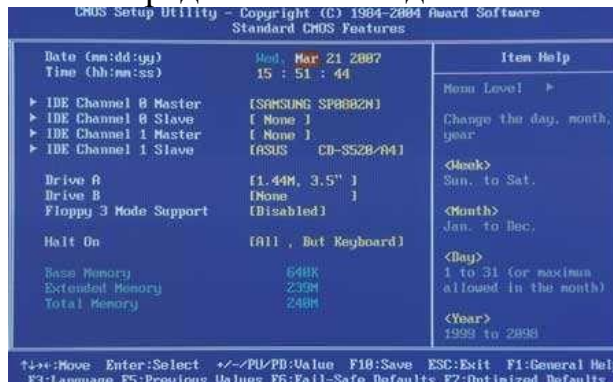 CMOS Setup Utility – Copyright (C) 1984-2004 Award Software
Standard CMOS Features
Date (mm:dd:yy) Wed, Mar 21 2007
Time (hh:mm:ss) 15 : 51 : 44
► IDE Channel 0 Master [SAMSUNG SP0802N]
► IDE Channel 0 Slave [ None ]
► IDE Channel 1 Master [ None ]
► IDE Channel 1 Slave [ASUS CD-S520/A4]
Drive A [1.44M, 3.5" ]
Drive B [None ]
Floppy 3 Mode Support [Disabled]
Halt On [All , But Keyboard]
Base Memory 640K
Extended Memory 239M
Total Memory 240M
Item Help
Menu Level ►
Change the day, month,
year
<Week>
Sun. to Sat.
<Month>
Jan. to Dec.
<Day>
1 to 31 (or maximum
allowed in the month)
<Year>
1999 to 2098
↑↓→←:Move Enter:Select +/-/PU/PD:Value F10:Save ESC:Exit F1:General Hel
F3:Language F5:Previous Values F6:Fail-Safe Defaults F7:Optimized Defaults